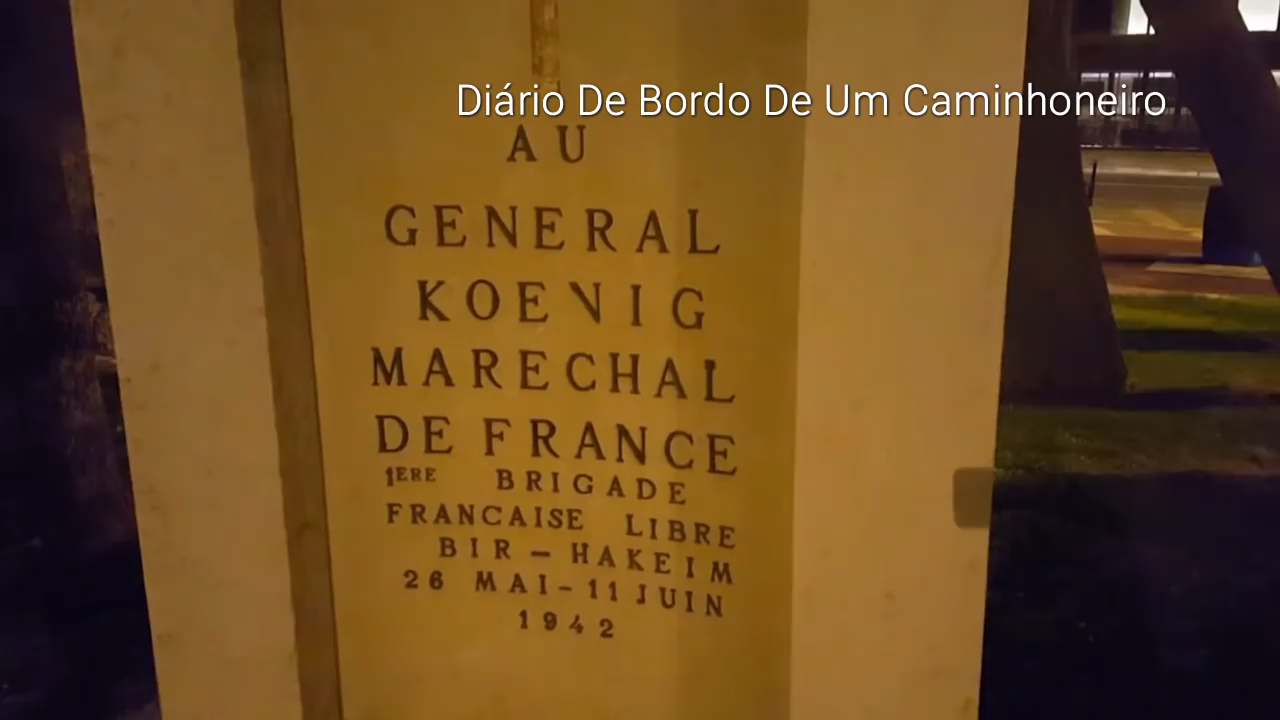 Diário De Bordo De Um Caminhoneiro
AU
GENERAL
KOENIG
MARECHAL
DE FRANCE
1ERE BRIGADE
FRANCAISE LIBRE
BIR - HAKEIM
26 MAI - 11 JUIN
1942